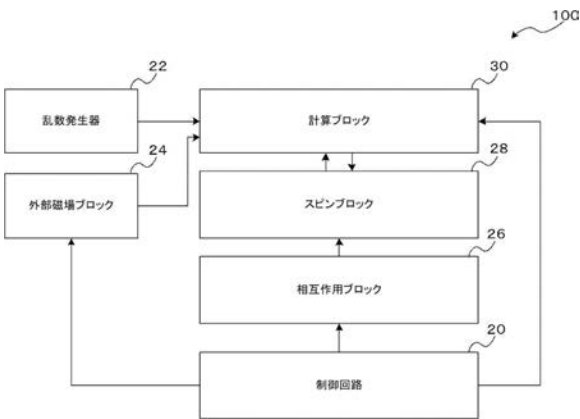 100
22
30
乱数発生器
計算ブロック
24
28
外部磁場ブロック
スピンブロック
26
相互作用ブロック
20
制御回路